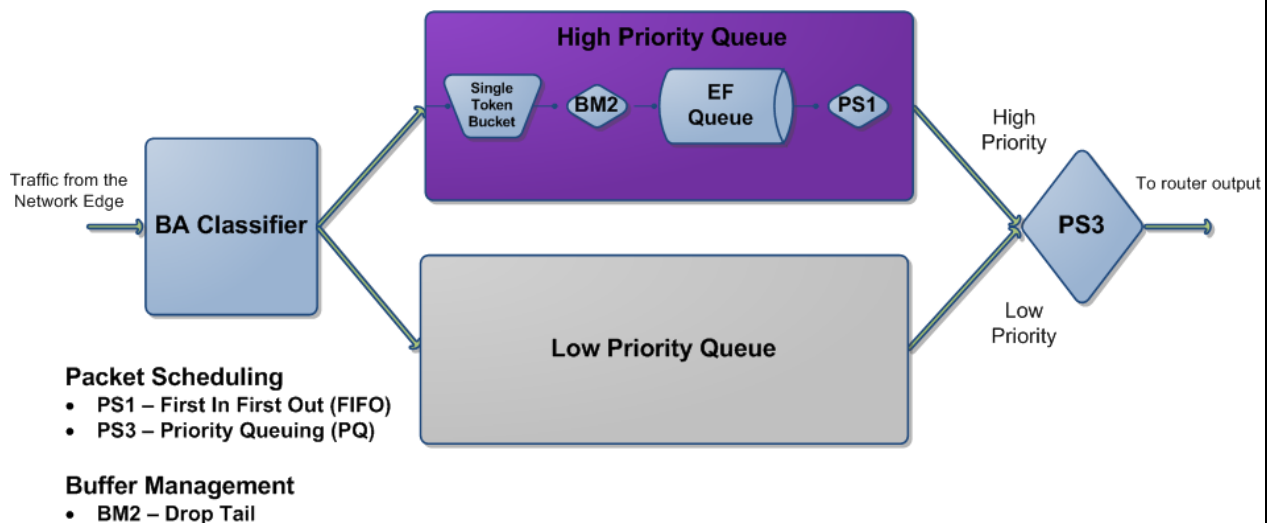 High Priority Queue
Single
Token
Bucket
BM2
EF
Queue
PS1
Traffic from the
Network Edge
BA Classifier
High
Priority
PS3
To router output
Low Priority Queue
Low
Priority
Packet Scheduling
• PS1 – First In First Out (FIFO)
• PS3 – Priority Queuing (PQ)
Buffer Management
• BM2 – Drop Tail